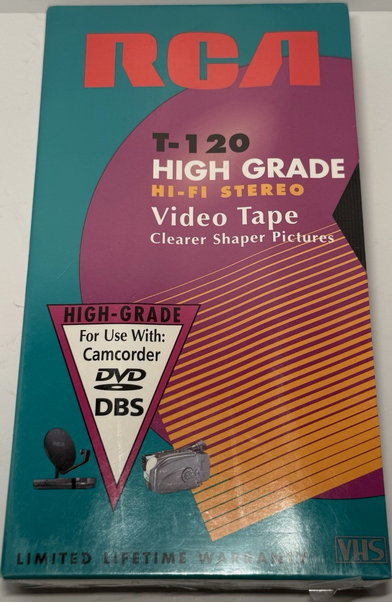 RCA
T-120
HIGH GRADE
HI-FI STEREO
Video Tape
Clearer Shaper Pictures
HIGH-GRADE
For Use With:
Camcorder
DVD
DBS
LIMITED LIFETIME WARRANTY
VHS